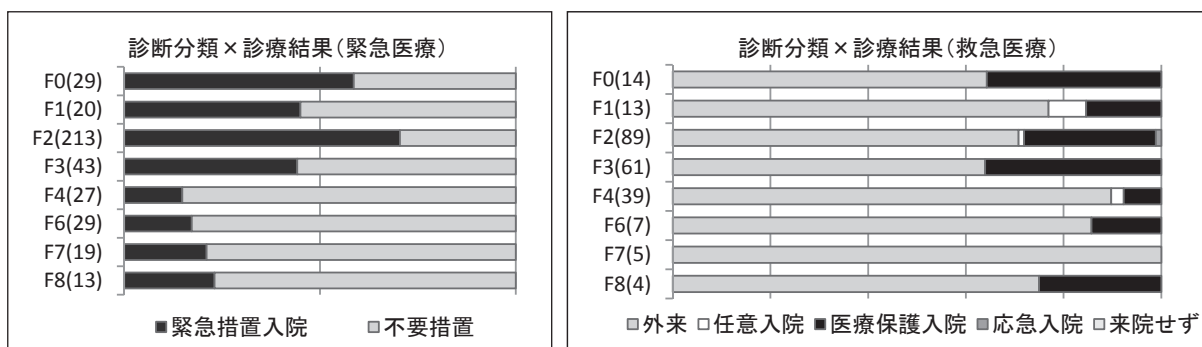 診断分類×診療結果(緊急医療)
F0(29)
F1(20)
F2(213)
F3(43)
F4(27)
F6(29)
F7(19)
F8(13)
■緊急措置入院 ■不要措置
診断分類×診療結果(救急医療)
F0(14)
F1(13)
F2(89)
F3(61)
F4(39)
F6(7)
F7(5)
F8(4)
□外来 □任意入院 ■医療保護入院 ■応急入院 □来院せず